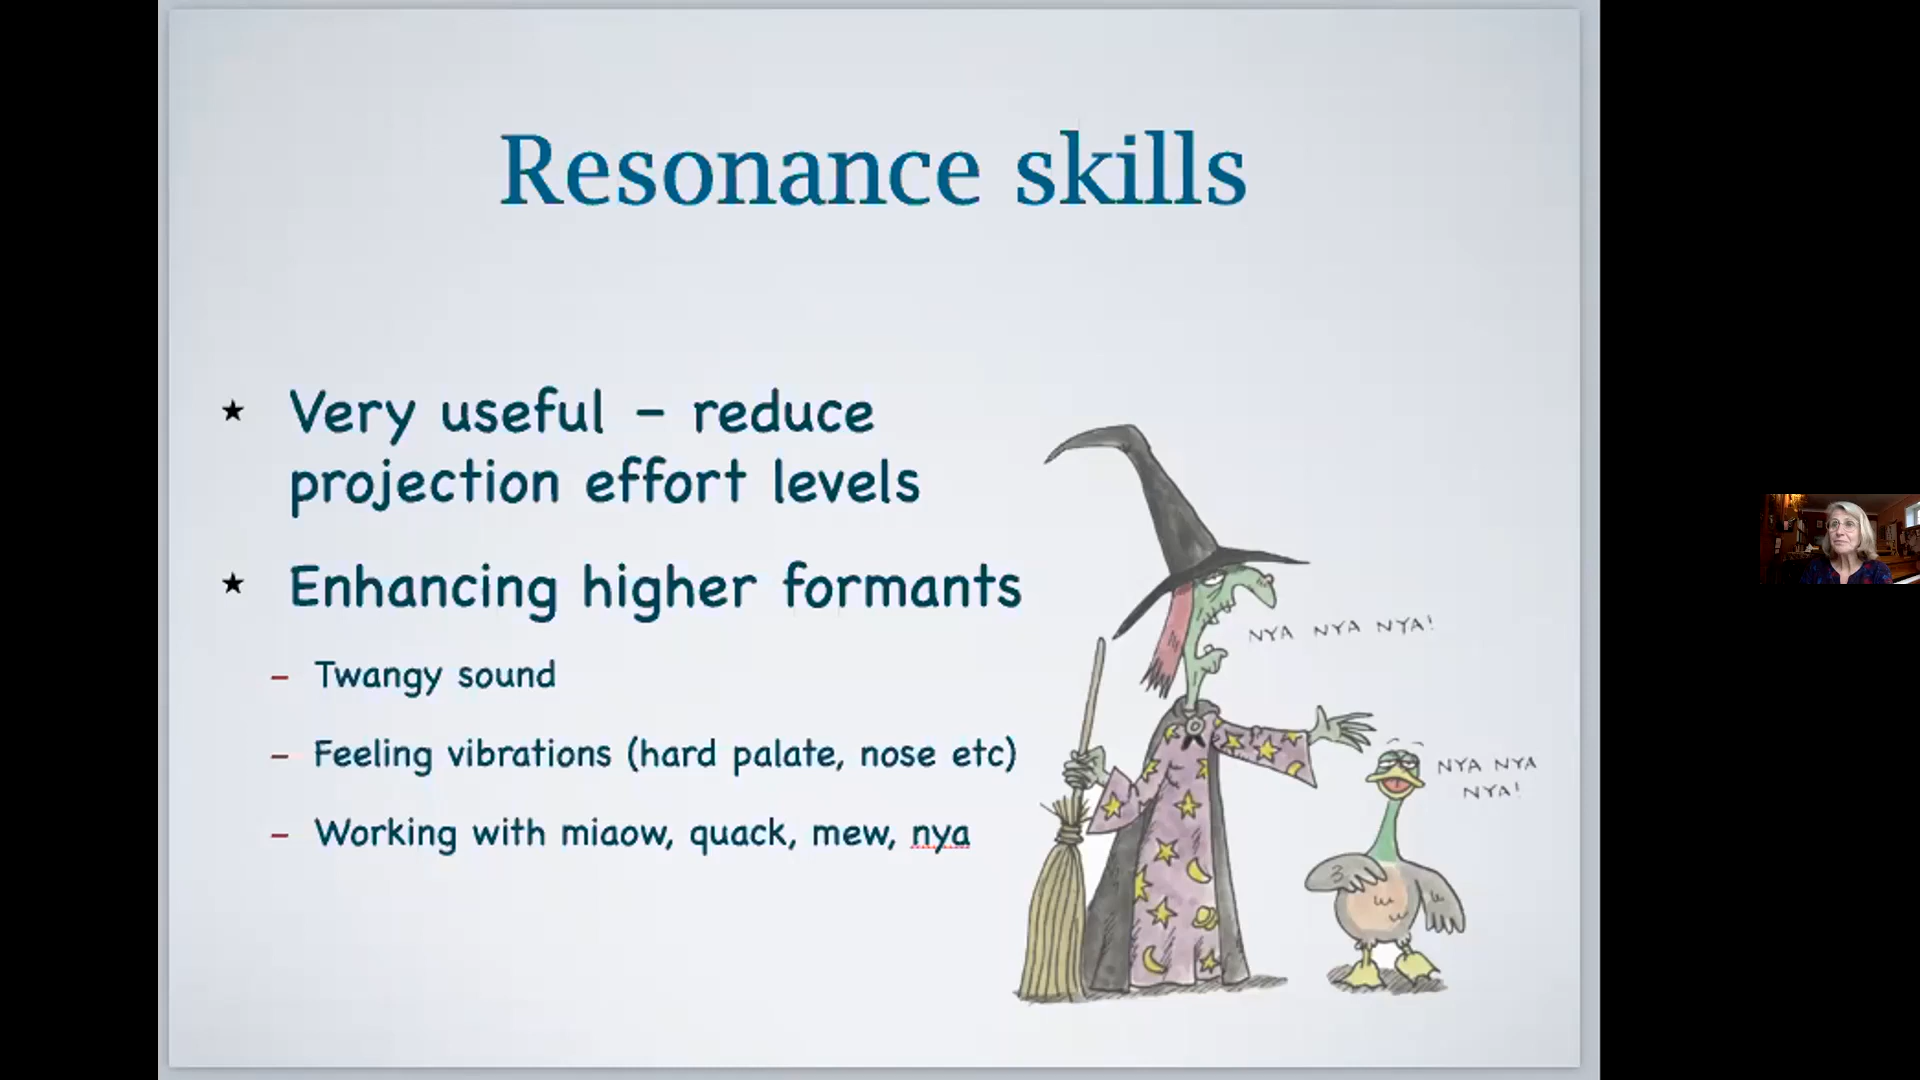 Resonance skills
★ Very useful – reduce
projection effort levels
★ Enhancing higher formants
– Twangy sound
– Feeling vibrations (hard palate, nose etc)
– Working with miaow, quack, mew, nya
NYA NYA NYA!
NYA NYA
NYA!